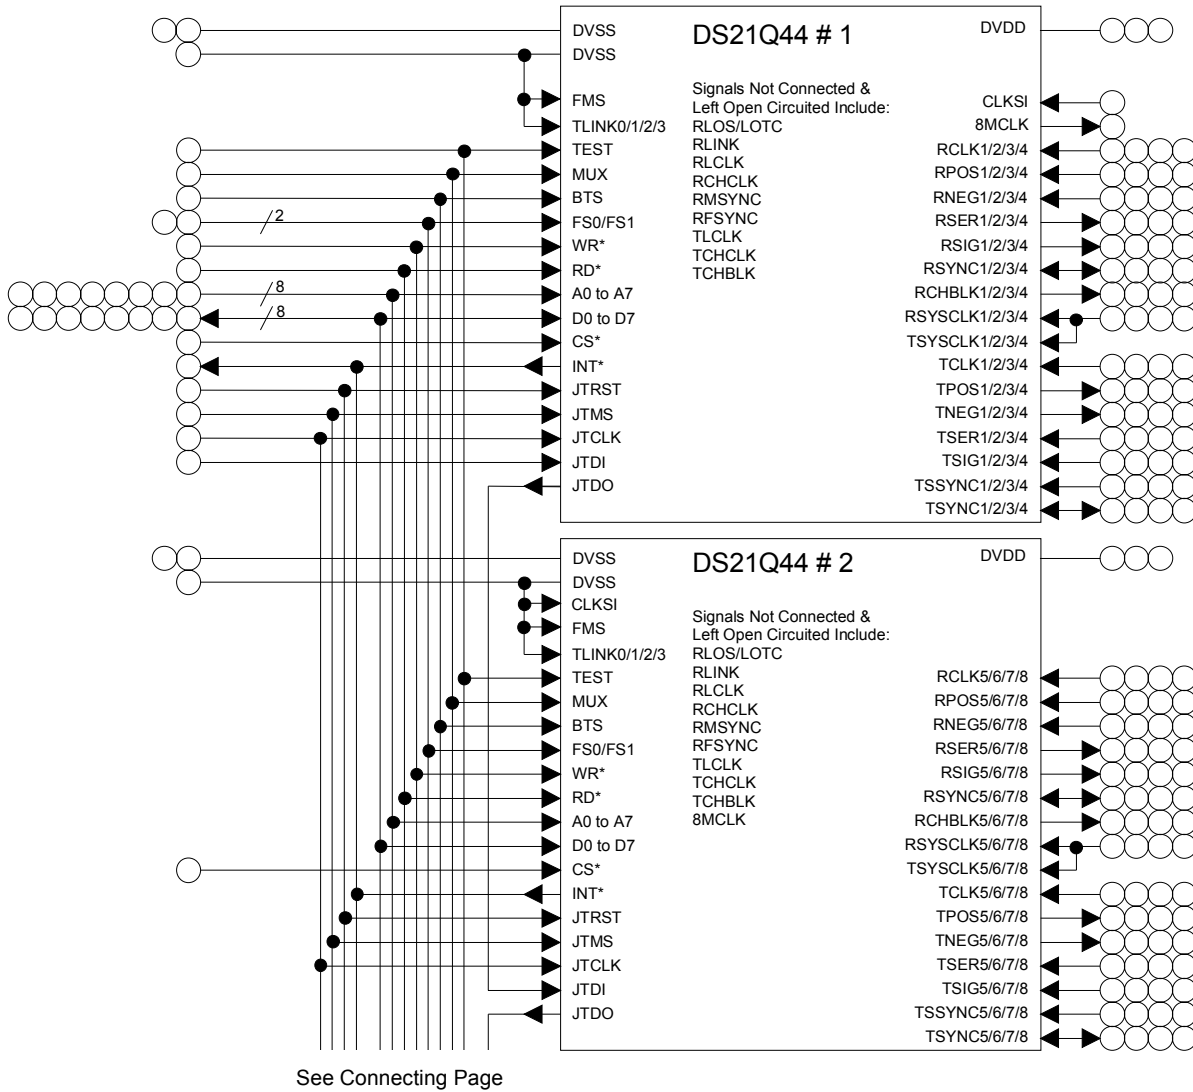 DVSS
DVSS
FMS
TLINK0/1/2/3
TEST
MUX
BTS
2
FS0/FS1
WR*
RD*
8
A0 to A7
8
D0 to D7
CS*
INT*
JTRST
JTMS
JTCLK
JTDI
JTDO
DS21Q44 # 1
Signals Not Connected &
Left Open Circuited Include:
RLOS/LOTC
RLINK
RLCLK
RCHCLK
RMSYNC
RFSYNC
TLCLK
TCHCLK
TCHBLK
DVDD
CLKSI
8MCLK
RCLK1/2/3/4
RPOS1/2/3/4
RNEG1/2/3/4
RSER1/2/3/4
RSIG1/2/3/4
RSYNC1/2/3/4
RCHBLK1/2/3/4
RSYSCLK1/2/3/4
TSYSCLK1/2/3/4
TCLK1/2/3/4
TPOS1/2/3/4
TNEG1/2/3/4
TSER1/2/3/4
TSIG1/2/3/4
TSSYNC1/2/3/4
TSYNC1/2/3/4
DVSS
DVSS
CLKSI
FMS
TLINK0/1/2/3
TEST
MUX
BTS
FS0/FS1
WR*
RD*
A0 to A7
D0 to D7
CS*
INT*
JTRST
JTMS
JTCLK
JTDI
JTDO
DS21Q44 # 2
Signals Not Connected &
Left Open Circuited Include:
RLOS/LOTC
RLINK
RLCLK
RCHCLK
RMSYNC
RFSYNC
TLCLK
TCHCLK
TCHBLK
8MCLK
DVDD
RCLK5/6/7/8
RPOS5/6/7/8
RNEG5/6/7/8
RSER5/6/7/8
RSIG5/6/7/8
RSYNC5/6/7/8
RCHBLK5/6/7/8
RSYSCLK5/6/7/8
TSYSCLK5/6/7/8
TCLK5/6/7/8
TPOS5/6/7/8
TNEG5/6/7/8
TSER5/6/7/8
TSIG5/6/7/8
TSSYNC5/6/7/8
TSYNC5/6/7/8
See Connecting Page